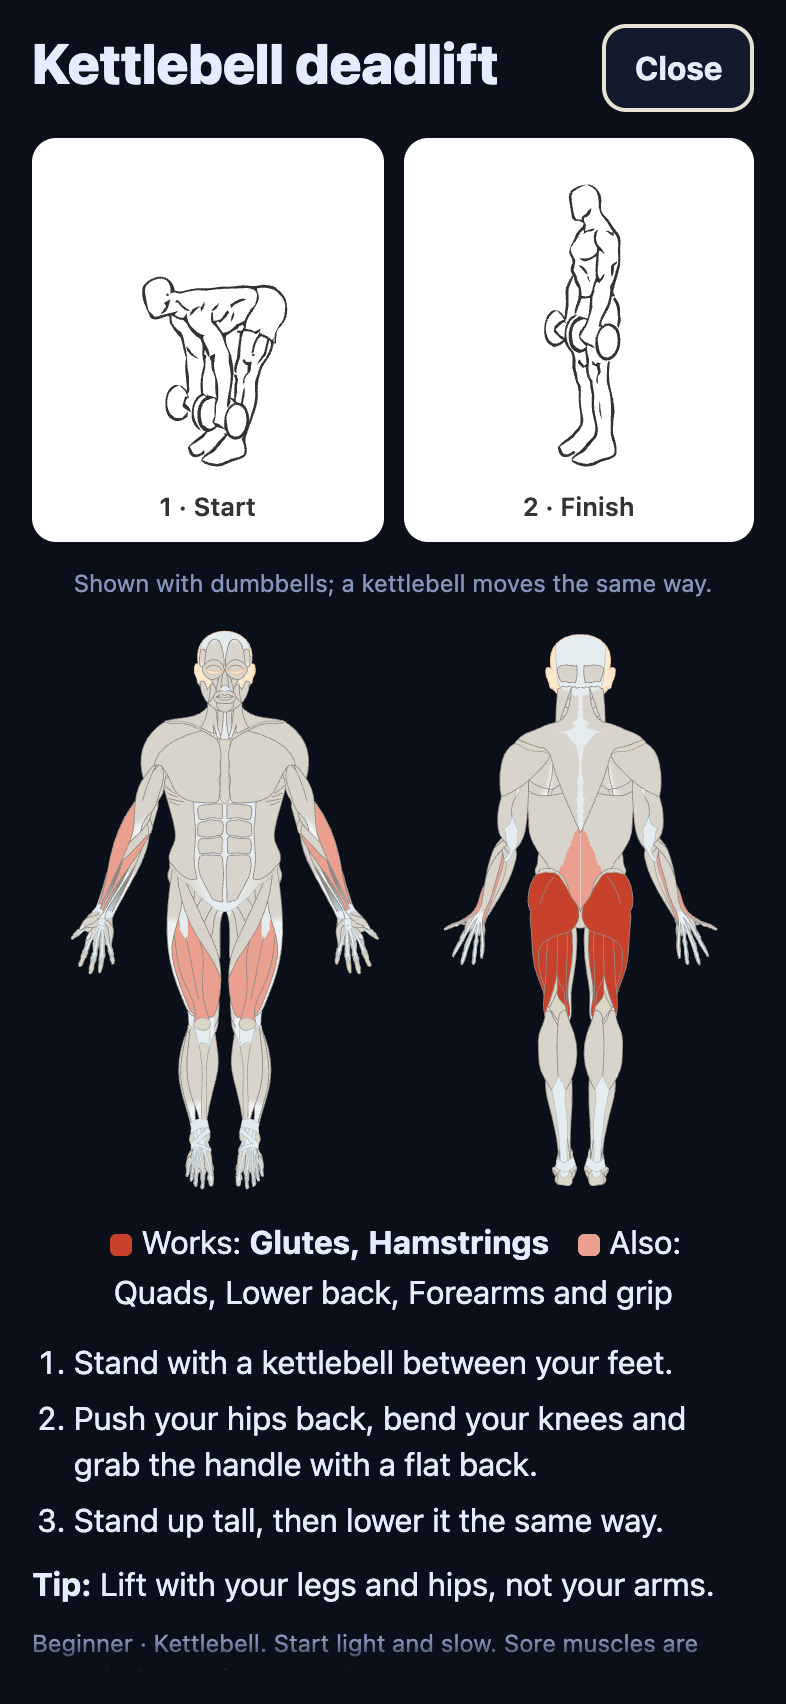 Kettlebell deadlift
Close
1 · Start
2 · Finish
Shown with dumbbells; a kettlebell moves the same way.
Works: Glutes, Hamstrings Also:
Quads, Lower back, Forearms and grip
1. Stand with a kettlebell between your feet.
2. Push your hips back, bend your knees and
grab the handle with a flat back.
3. Stand up tall, then lower it the same way.
Tip: Lift with your legs and hips, not your arms.
Beginner · Kettlebell. Start light and slow. Sore muscles are